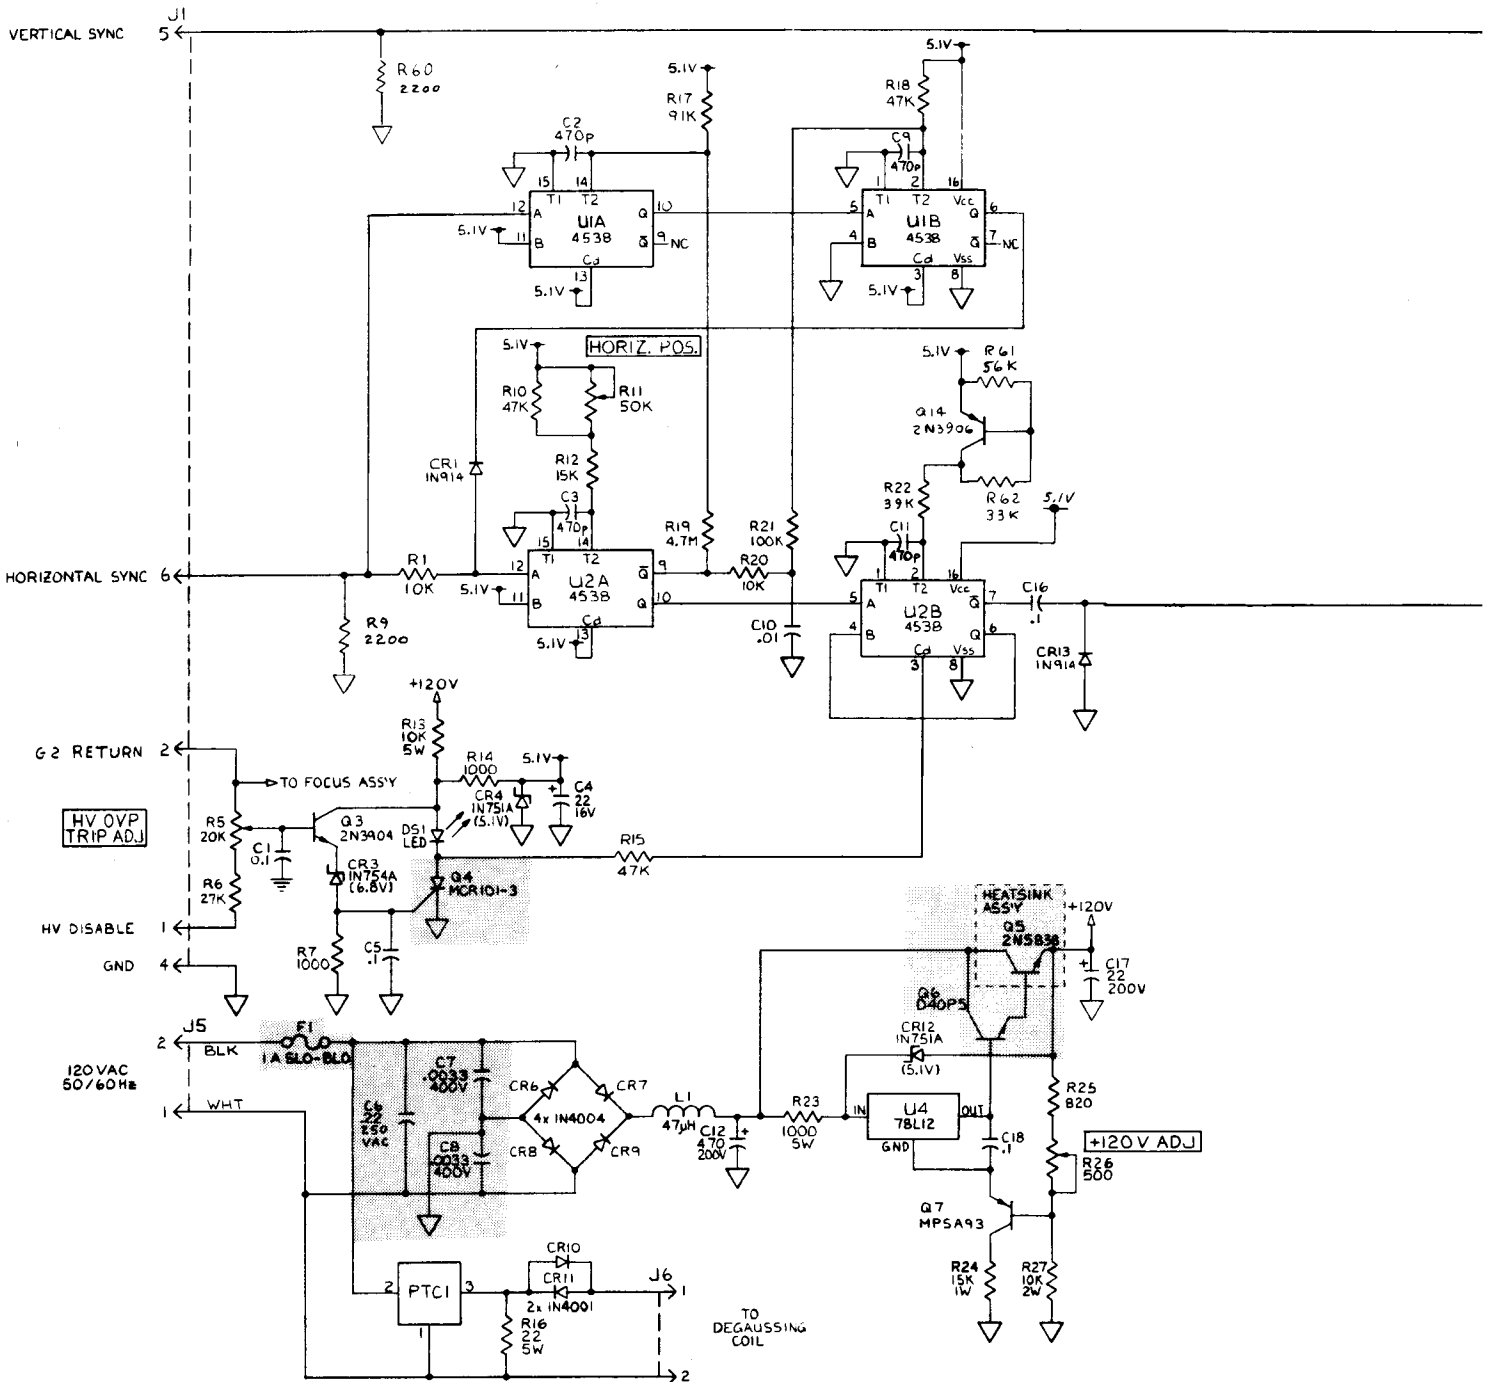 J1
VERTICAL SYNC 5
R60
2200
5.1V
R17
91K
C2
470p
15 14
T1 T2
12 A
U1A
4538
Q 10
5.1V 11 B
Q̅ 9 NC
Cd
13
5.1V
5.1V
R18
47K
C9
470p
1 2 16
T1 T2 Vcc
5 A
U1B
4538
Q 6
4 B
Q̅ 7 NC
Cd Vss
3 8
5.1V
5.1V
HORIZ. POS.
R10
47K
R11
50K
CR1
1N914
R12
15K
C3
470p
R19
4.7M
R21
100K
5.1V
R61
56K
Q14
2N3906
R22
39K
R62
33K
5.1V
C11
470p
HORIZONTAL SYNC 6
R1
10K
15 14
T1 T2
12 A
U2A
4538
Q̅ 9
5.1V 11 B
Q 10
Cd
13
5.1V
R20
10K
C10
.01
1 2 16
T1 T2 Vcc
5 A
U2B
4538
Q̅ 7
4 B
Q 6
Cd Vss
3 8
C16
.1
CR13
1N914
R9
2200
+120V
R13
10K
5W
G2 RETURN 2
TO FOCUS ASS'Y
R14
1000
5.1V
CR4
1N751A
(5.1V)
+ C4
22
16V
HV OVP
TRIP ADJ
R5
20K
C1
0.1
Q3
2N3904
DS1
LED
R15
47K
CR3
1N754A
(6.8V)
Q4
MCR101-3
R6
27K
HV DISABLE 1
R7
1000
C5
.1
GND 4
HEATSINK
ASS'Y
Q5
2N5838
+120V
+ C17
22
200V
Q6
D40P5
J5
2 BLK
F1
1A SLO-BLO
120 VAC
50/60Hz
1 WHT
C6
.22
250
VAC
C7
.0033
400V
C8
.0033
400V
CR6 CR7
4x 1N4004
CR8 CR9
L1
47µH
C12 +
470
200V
R23
1000
5W
CR12
1N751A
(5.1V)
IN U4 OUT
78L12
GND
C18
.1
R25
820
+120V ADJ
R26
500
Q7
MPSA93
R24
15K
1W
R27
10K
2W
2 PTC1 3
1
CR10
CR11
2x 1N4001
R16
22
5W
J6
1
2
TO
DEGAUSSING
COIL